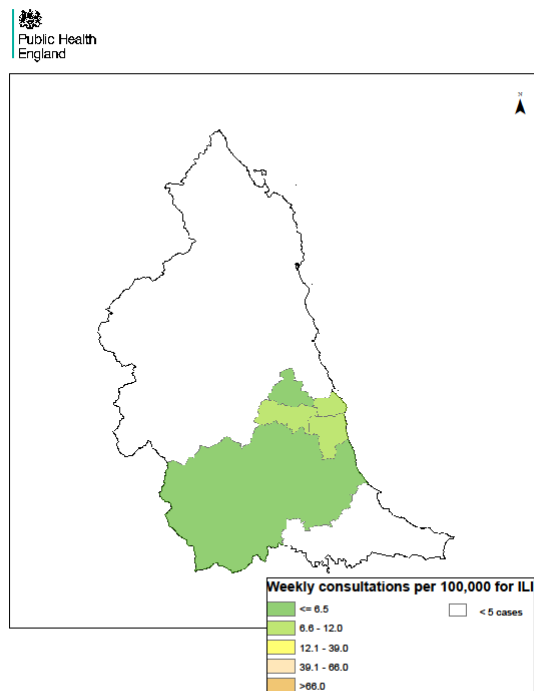 Public Health
England
N
Weekly consultations per 100,000 for ILI
<= 6.5
6.6 - 12.0
12.1 - 39.0
39.1 - 66.0
>66.0
< 5 cases